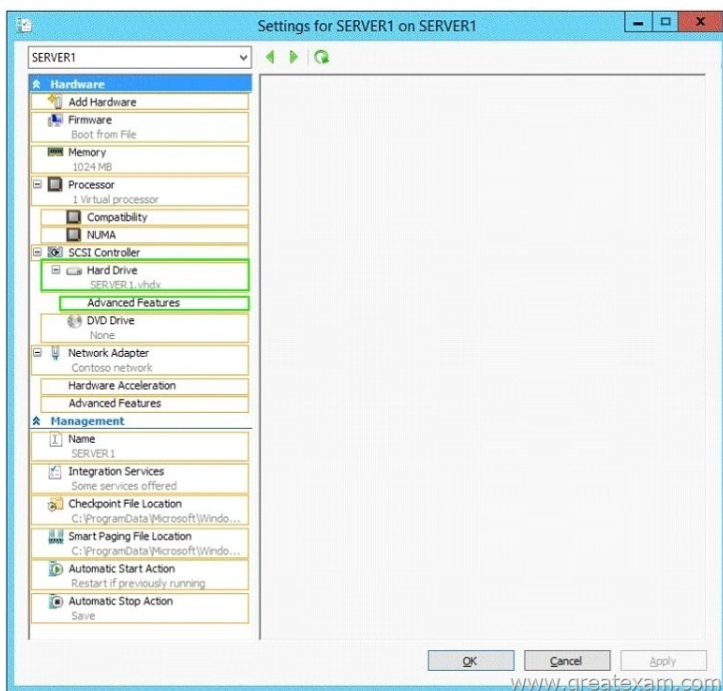 Settings for SERVER1 on SERVER1
SERVER1
Hardware
Add Hardware
Firmware
Boot from File
Memory
1024 MB
Processor
1 Virtual processor
Compatibility
NUMA
SCSI Controller
Hard Drive
SERVER1.vhdx
Advanced Features
DVD Drive
None
Network Adapter
Contoso network
Hardware Acceleration
Advanced Features
Management
Name
SERVER1
Integration Services
Some services offered
Checkpoint File Location
C:\ProgramData\Microsoft\Windo...
Smart Paging File Location
C:\ProgramData\Microsoft\Windo...
Automatic Start Action
Restart if previously running
Automatic Stop Action
Save
OK Cancel Apply
www.greatexam.com